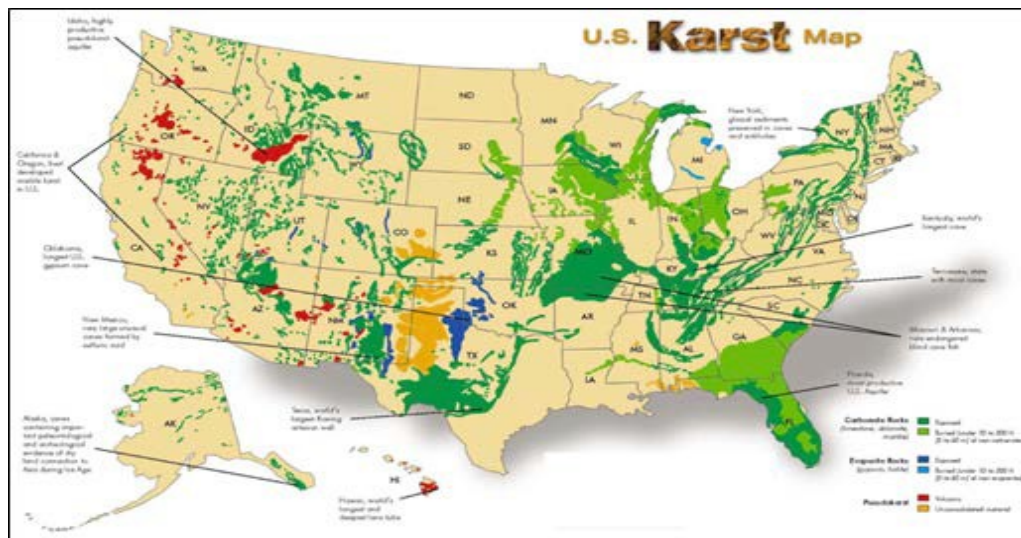 U.S. Karst Map
Idaho, highly
productive
pseudokarst
aquifer
California &
Oregon, best
developed
marble karst
in U.S.
Oklahoma,
longest U.S.
gypsum cave
New Mexico,
very large unusual
caves formed by
sulfuric acid
Alaska, caves
containing impor-
tant paleontological
and archeological
evidence of dry
land connection to
Asia during Ice Age
Texas, world's
largest flowing
artesian well
Hawaii, world's
longest and
deepest lava tube
New York,
glacial sediments
preserved in caves
and sinkholes
Kentucky, world's
longest cave
Tennessee, state
with most caves
Missouri & Arkansas,
rare endangered
blind cave fish
Florida,
most productive
U.S. Aquifer
WA
MT
ND
MN
WI
MI
ME
NH
MA
CT
NY
OR
ID
SD
IA
IL
IN
OH
PA
NJ
DE
NV
UT
CO
NE
KS
MO
KY
WV
VA
CA
AZ
NM
OK
AR
TN
NC
SC
TX
LA
MS
AL
GA
FL
AK
HI
Carbonate Rocks
(limestone, dolomite,
marble)
Exposed
Evaporite Rocks
(gypsum, halite)
Exposed
Pseudokarst
Volcanic
Unconsolidated material